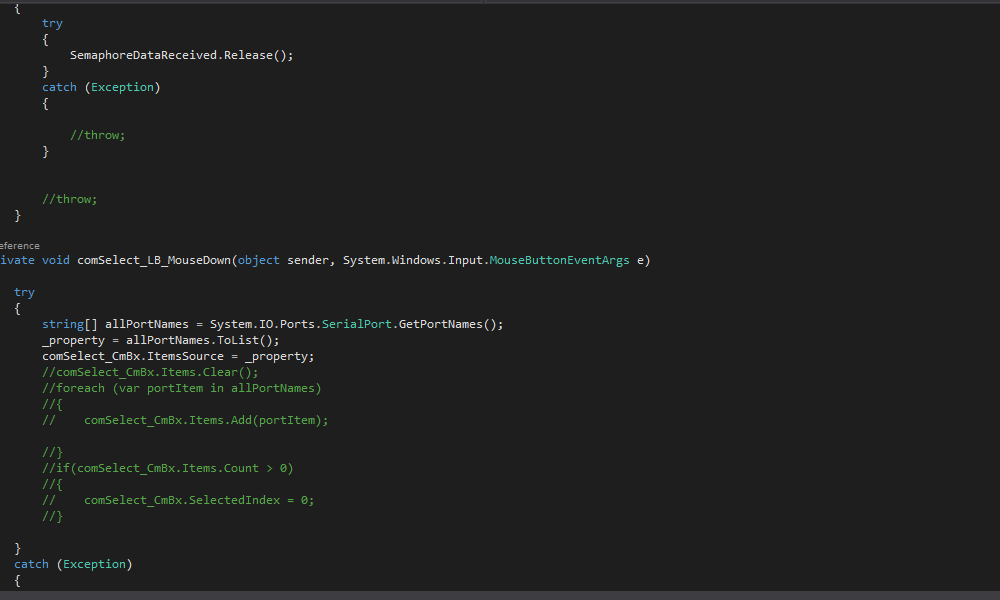 {
try
{
SemaphoreDataReceived.Release();
}
catch (Exception)
{
//throw;
}
//throw;
}
eference
ivate void comSelect_LB_MouseDown(object sender, System.Windows.Input.MouseButtonEventArgs e)
try
{
string[] allPortNames = System.IO.Ports.SerialPort.GetPortNames();
_property = allPortNames.ToList();
comSelect_CmBx.ItemsSource = _property;
//comSelect_CmBx.Items.Clear();
//foreach (var portItem in allPortNames)
//{
//    comSelect_CmBx.Items.Add(portItem);
//}
//if(comSelect_CmBx.Items.Count > 0)
//{
//    comSelect_CmBx.SelectedIndex = 0;
//}
}
catch (Exception)
{